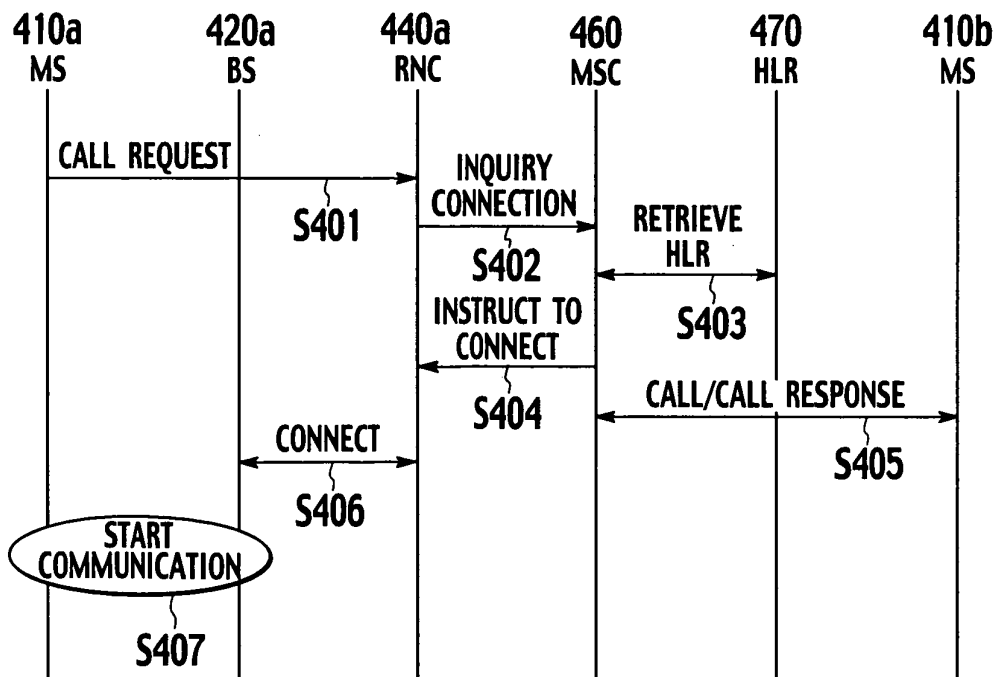 410a 420a 440a 460 470 410b
MS BS RNC MSC HLR MS
CALL REQUEST
S401
INQUIRY
CONNECTION
S402
RETRIEVE
HLR
S403
INSTRUCT TO
CONNECT
S404
CALL/CALL RESPONSE
S405
CONNECT
S406
START
COMMUNICATION
S407